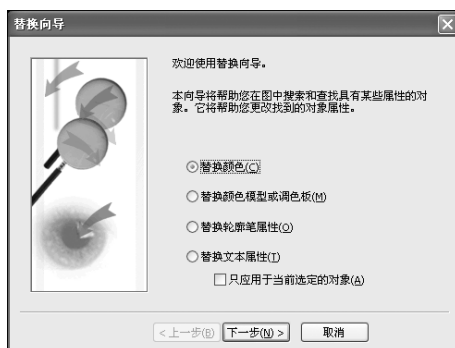 替换向导
欢迎使用替换向导。
本向导将帮助您在图中搜索和查找具有某些属性的对
象。它将帮助您更改找到的对象属性。
替换颜色(C)
替换颜色模型或调色板(M)
替换轮廓笔属性(O)
替换文本属性(T)
只应用于当前选定的对象(A)
<上一步(B) 下一步(N) > 取消